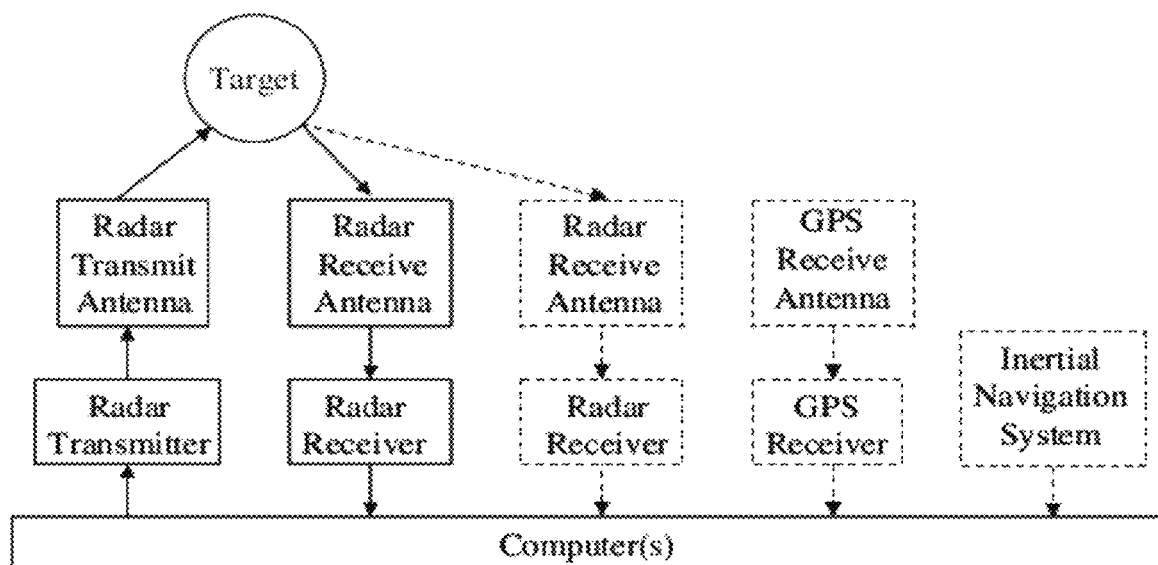 Target
Radar
Transmit
Antenna
Radar
Receive
Antenna
Radar
Receive
Antenna
GPS
Receive
Antenna
Radar
Transmitter
Radar
Receiver
Radar
Receiver
GPS
Receiver
Inertial
Navigation
System
Computer(s)